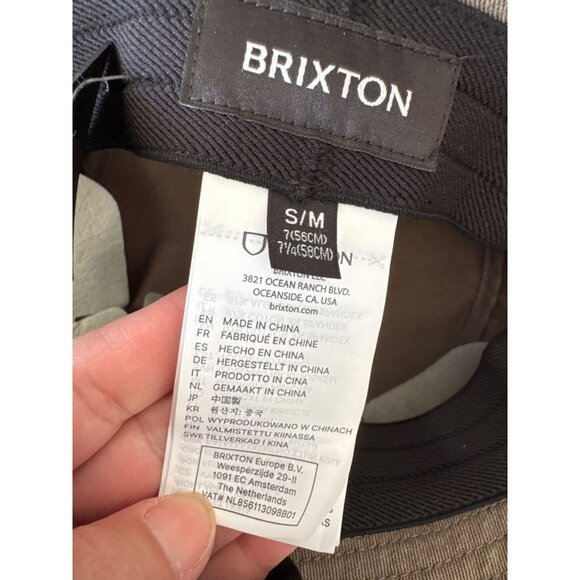 BRIXTON
S/M
7(56CM)
7¼(58CM)
BRIXTON LLC
3821 OCEAN RANCH BLVD.
OCEANSIDE, CA. USA
brixton.com
EN MADE IN CHINA
FR FABRIQUÉ EN CHINE
ES HECHO EN CHINA
DE HERGESTELLT IN CHINA
IT PRODOTTO IN CINA
NL GEMAAKT IN CHINA
JP 中国製
KR 원산지: 중국
POL WYPRODUKOWANO W CHINACH
FIN VALMISTETTU KIINASSA
SWE TILLVERKAD I KINA
BRIXTON Europe B.V.
Weesperzijde 29-II
1091 EC Amsterdam
The Netherlands
VAT# NL856113098B01